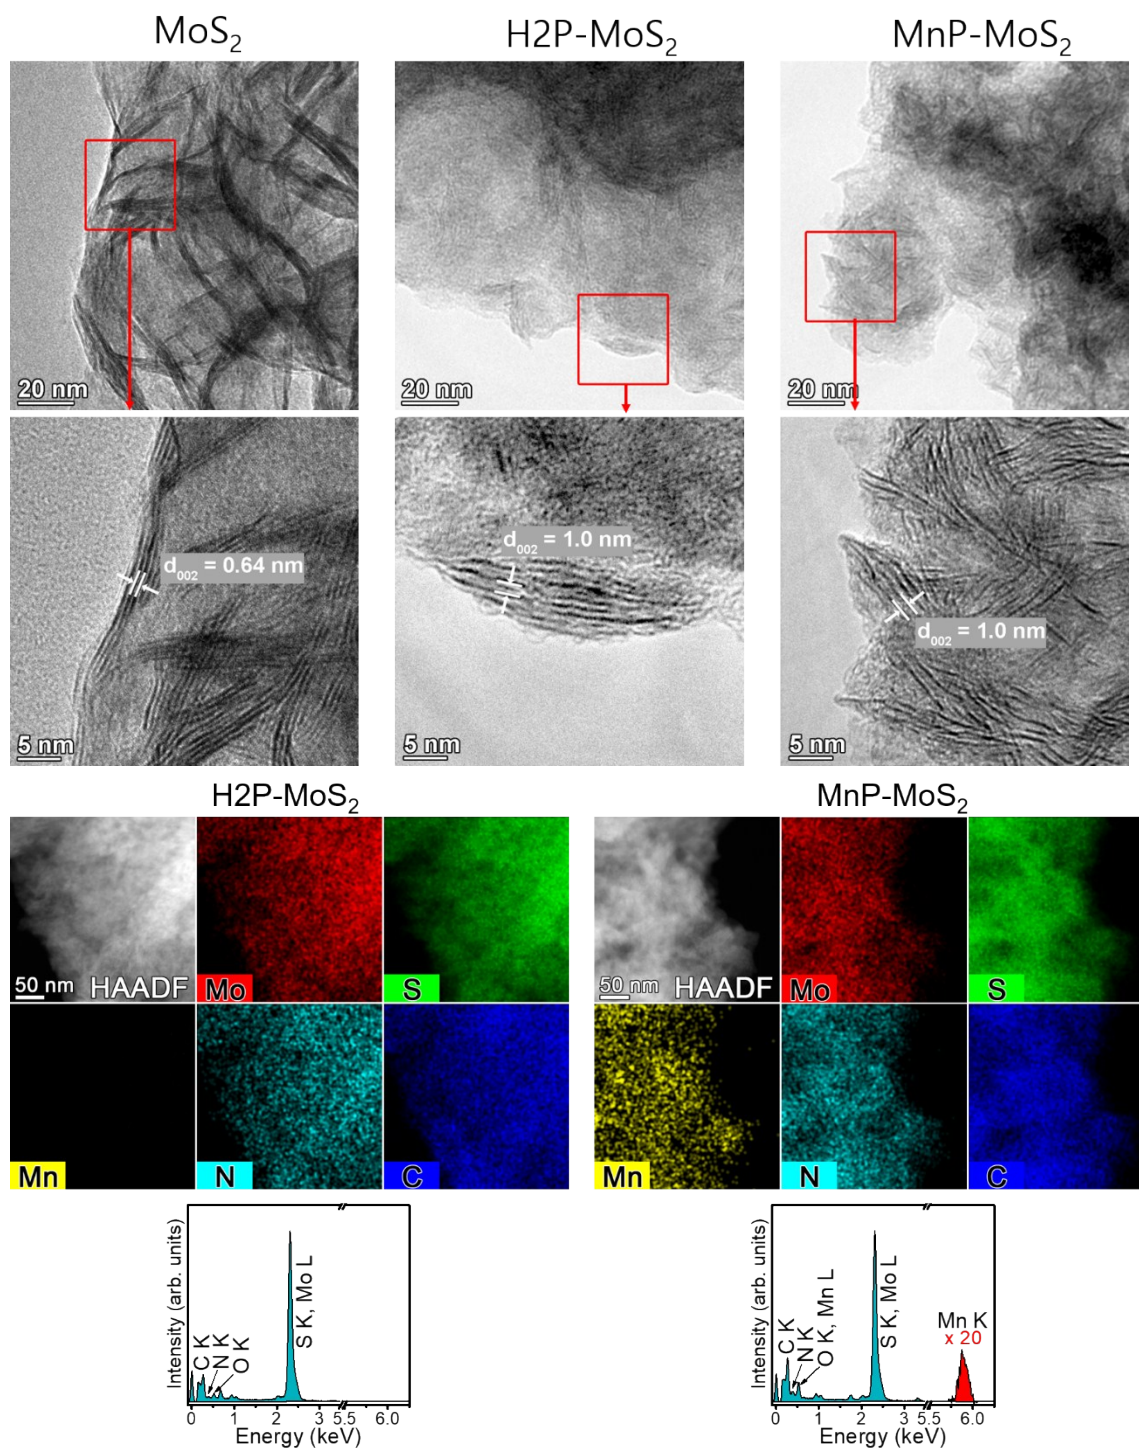 MoS₂ H2P-MoS₂ MnP-MoS₂
20 nm 20 nm 20 nm
d₀₀₂ = 0.64 nm
d₀₀₂ = 1.0 nm
d₀₀₂ = 1.0 nm
5 nm 5 nm 5 nm
H2P-MoS₂
50 nm HAADF Mo S
Mn N C
Intensity (arb. units)
C K
N K
O K
S K, Mo L
0 1 2 3 5.5 6.0
Energy (keV)
MnP-MoS₂
50 nm HAADF Mo S
Mn N C
Intensity (arb. units)
C K
N K
O K, Mn L
S K, Mo L
Mn K
x 20
0 1 2 3 5.5 6.0
Energy (keV)